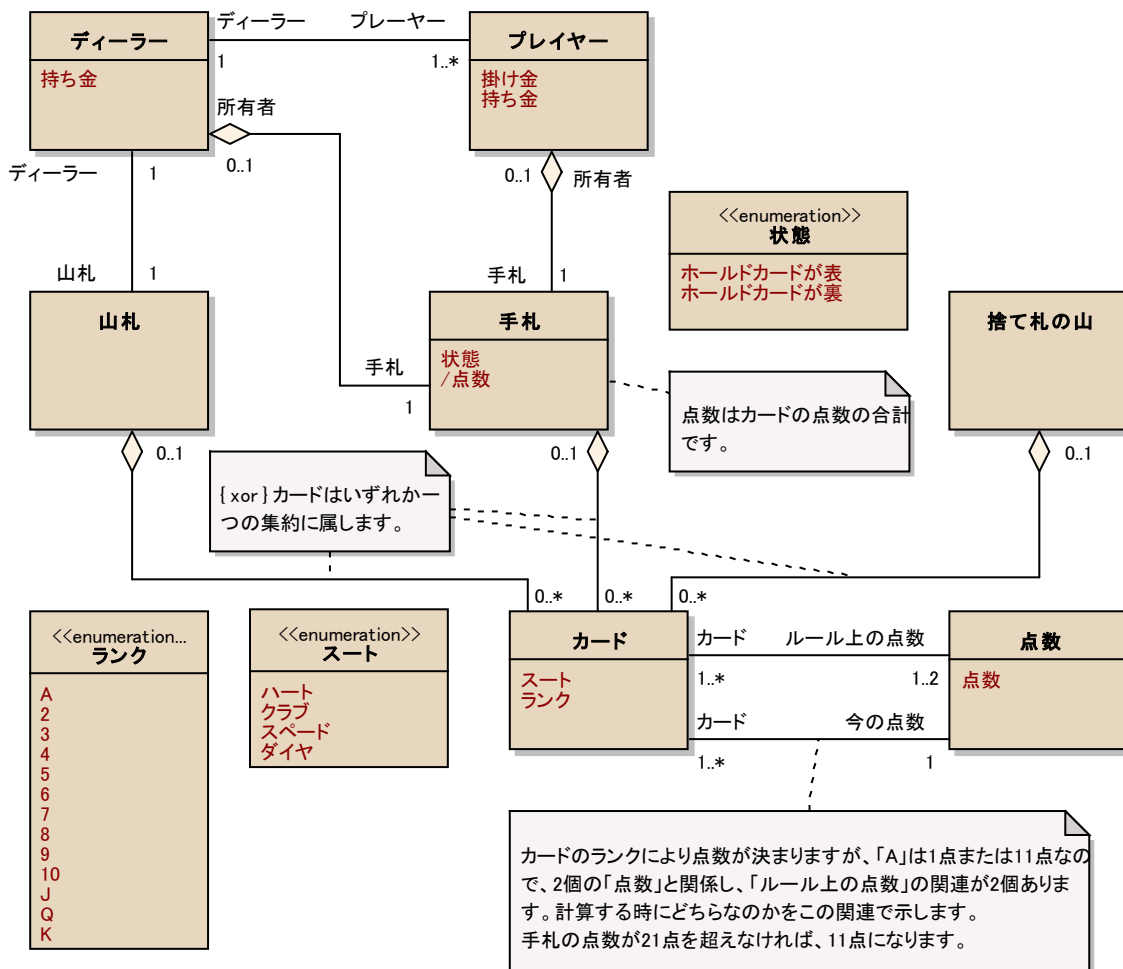 ディーラー
持ち金
ディーラー
プレーヤー
1
1..*
プレイヤー
掛け金
持ち金
所有者
0..1
ディーラー
1
0..1
所有者
<<enumeration>>
状態
ホールドカードが表
ホールドカードが裏
山札
1
手札
1
山札
手札
状態
/点数
捨て札の山
手札
1
点数はカードの点数の合計
です。
0..1
0..1
0..1
{ xor } カードはいずれか一
つの集約に属します。
0..*
0..*
0..*
<<enumeration...
ランク
A
2
3
4
5
6
7
8
9
10
J
Q
K
<<enumeration>>
スート
ハート
クラブ
スペード
ダイヤ
カード
スート
ランク
カード
ルール上の点数
1..*
1..2
カード
今の点数
1..*
1
点数
点数
カードのランクにより点数が決まりますが、「A」は1点または11点なの
で、2個の「点数」と関係し、「ルール上の点数」の関連が2個ありま
す。計算する時にどちらなのかをこの関連で示します。
手札の点数が21点を超えなければ、11点になります。